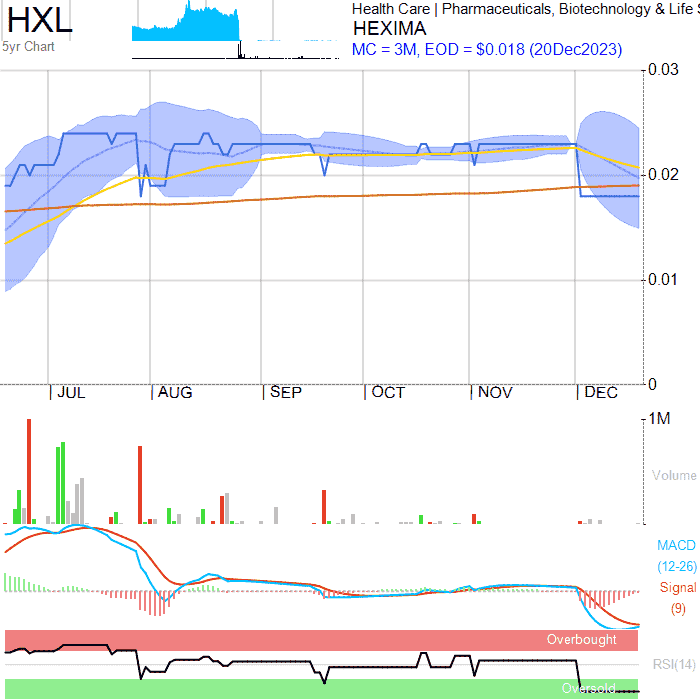 HXL
5yr Chart
Health Care | Pharmaceuticals, Biotechnology & Life
HEXIMA
MC = 3M, EOD = $0.018 (20Dec2023)
0.03
0.02
0.01
0
| JUL | AUG | SEP | OCT | NOV | DEC
1M
Volume
MACD
(12-26)
Signal
(9)
Overbought
RSI(14)
Oversold